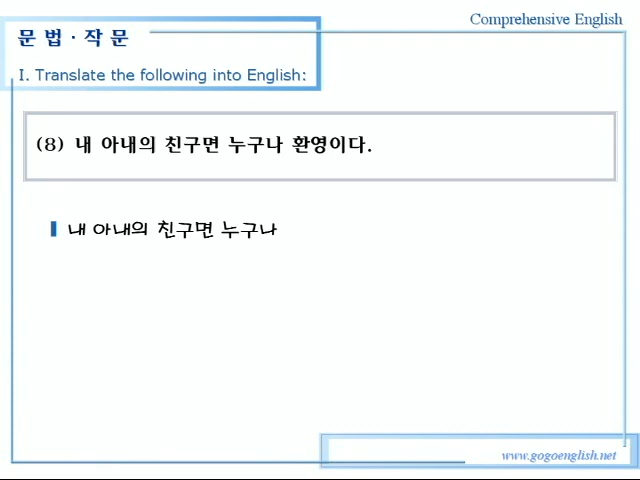 Comprehensive English
문 법 · 작 문
I. Translate the following into English:
(8) 내 아내의 친구면 누구나 환영이다.
내 아내의 친구면 누구나
www.gogoenglish.net